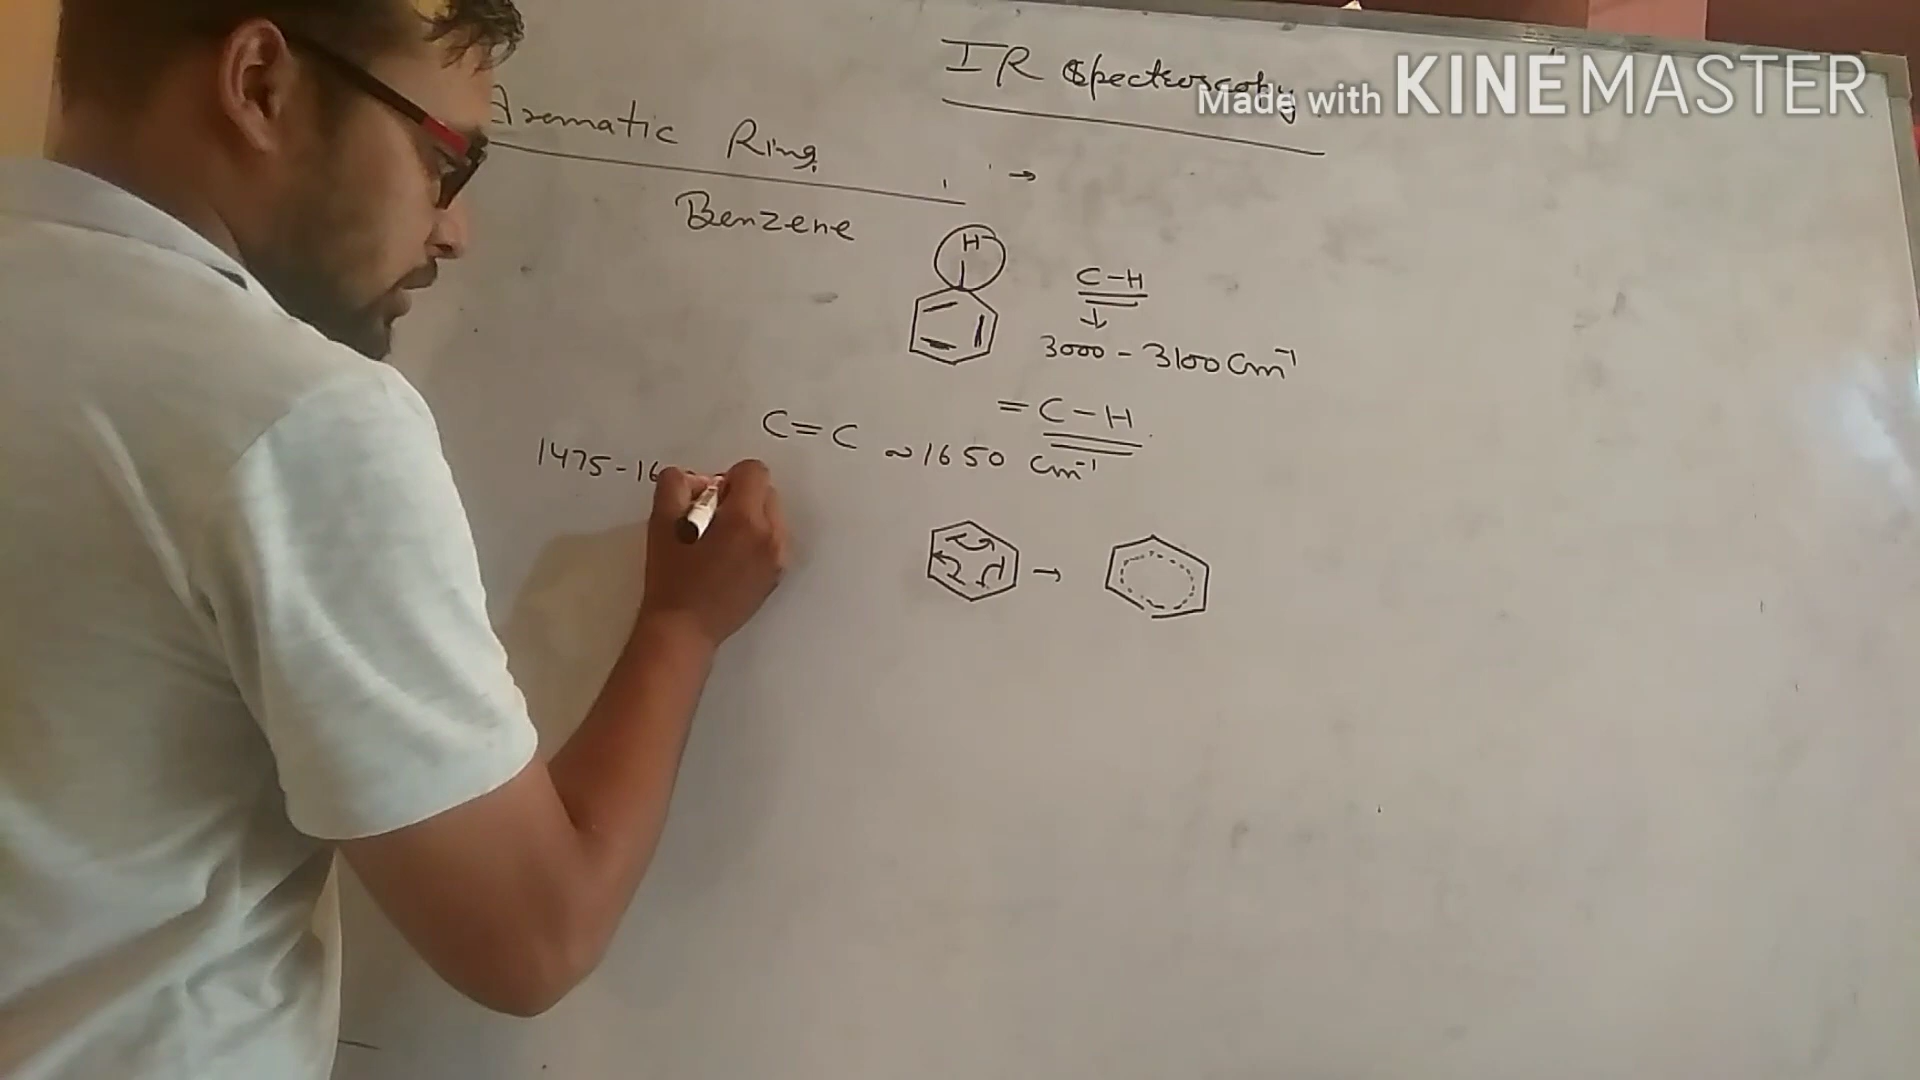 IR Spectroscopy
Made with KINEMASTER
Aromatic Ring
→
Benzene
H
C-H
↓
3000 - 3100 cm⁻¹
= C-H
C=C ~1650 cm⁻¹
1475-16
→